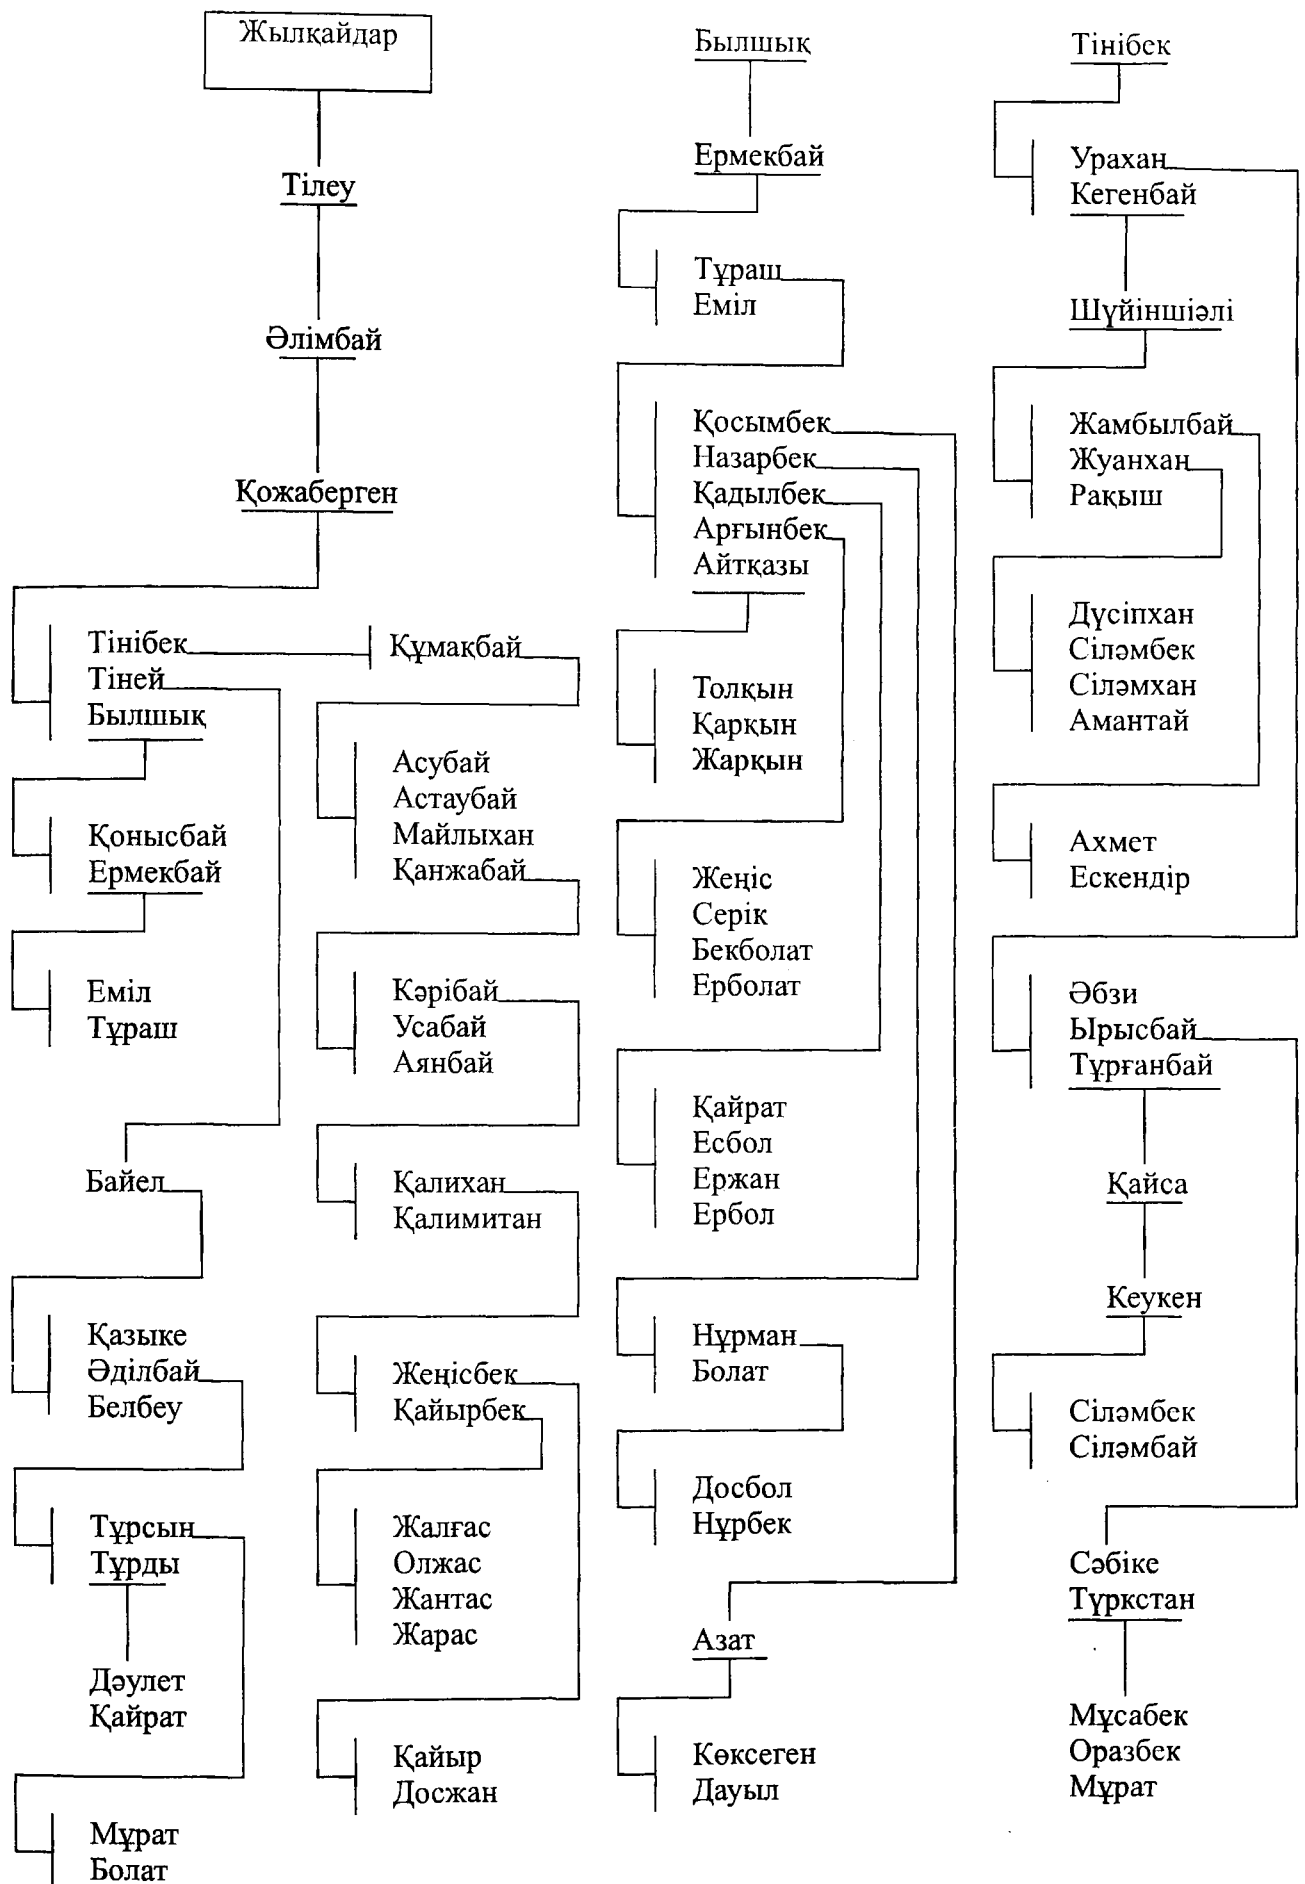 Жылқайдар
Тілеу
Әлімбай
Қожаберген
Тінібек
Тіней
Былшық
Қонысбай
Ермекбай
Еміл
Тұраш
Байел
Қазыке
Әділбай
Белбеу
Тұрсын
Тұрды
Дәулет
Қайрат
Мұрат
Болат
Құмақбай
Асубай
Астаубай
Майлыхан
Қанжабай
Кәрібай
Усабай
Аянбай
Қалихан
Қалимитан
Жеңісбек
Қайырбек
Жалғас
Олжас
Жантас
Жарас
Қайыр
Досжан
Былшық
Ермекбай
Тұраш
Еміл
Қосымбек
Назарбек
Қадылбек
Арғынбек
Айтқазы
Толқын
Қарқын
Жарқын
Жеңіс
Серік
Бекболат
Ерболат
Қайрат
Есбол
Ержан
Ербол
Нұрман
Болат
Досбол
Нұрбек
Азат
Көксеген
Дауыл
Тінібек
Урахан
Кегенбай
Шүйіншіәлі
Жамбылбай
Жуанхан
Рақыш
Дүсіпхан
Сіләмбек
Сіләмхан
Амантай
Ахмет
Ескендір
Әбзи
Ырысбай
Тұрғанбай
Қайса
Кеукен
Сіләмбек
Сіләмбай
Сәбіке
Түркстан
Мұсабек
Оразбек
Мұрат